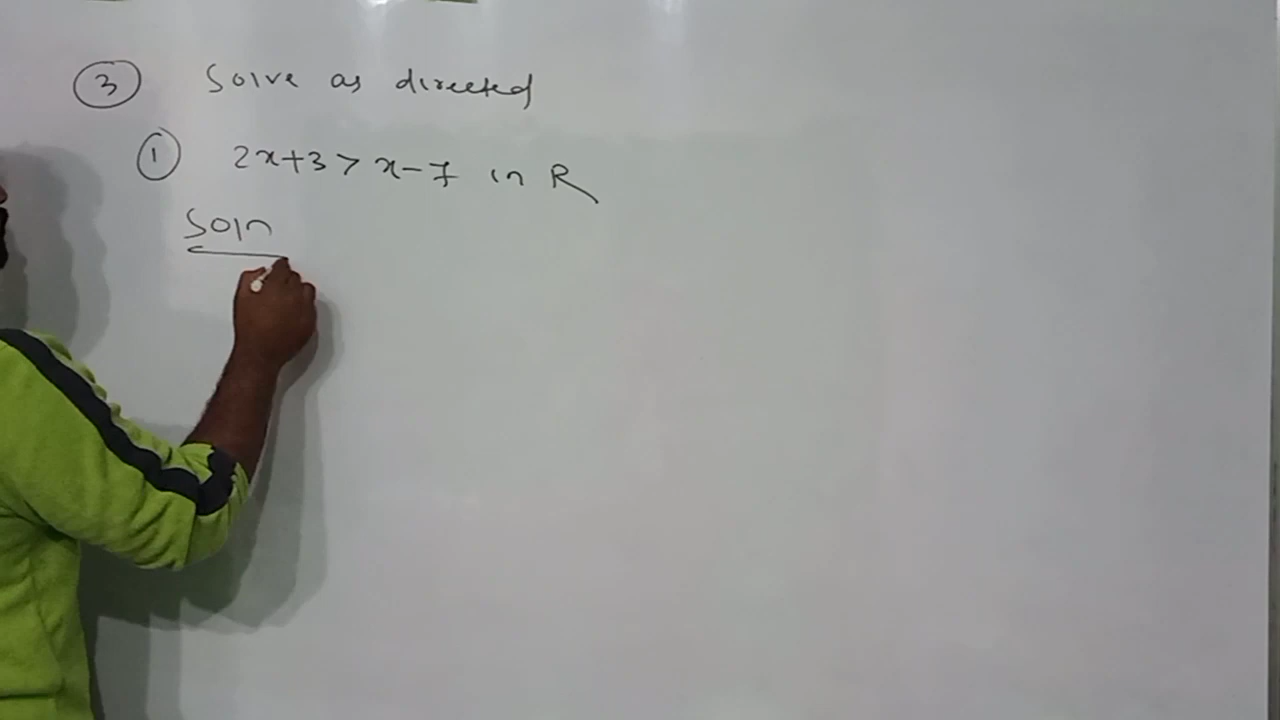 3 Solve as directed
1 2x+3 > x-7 in R
Soln